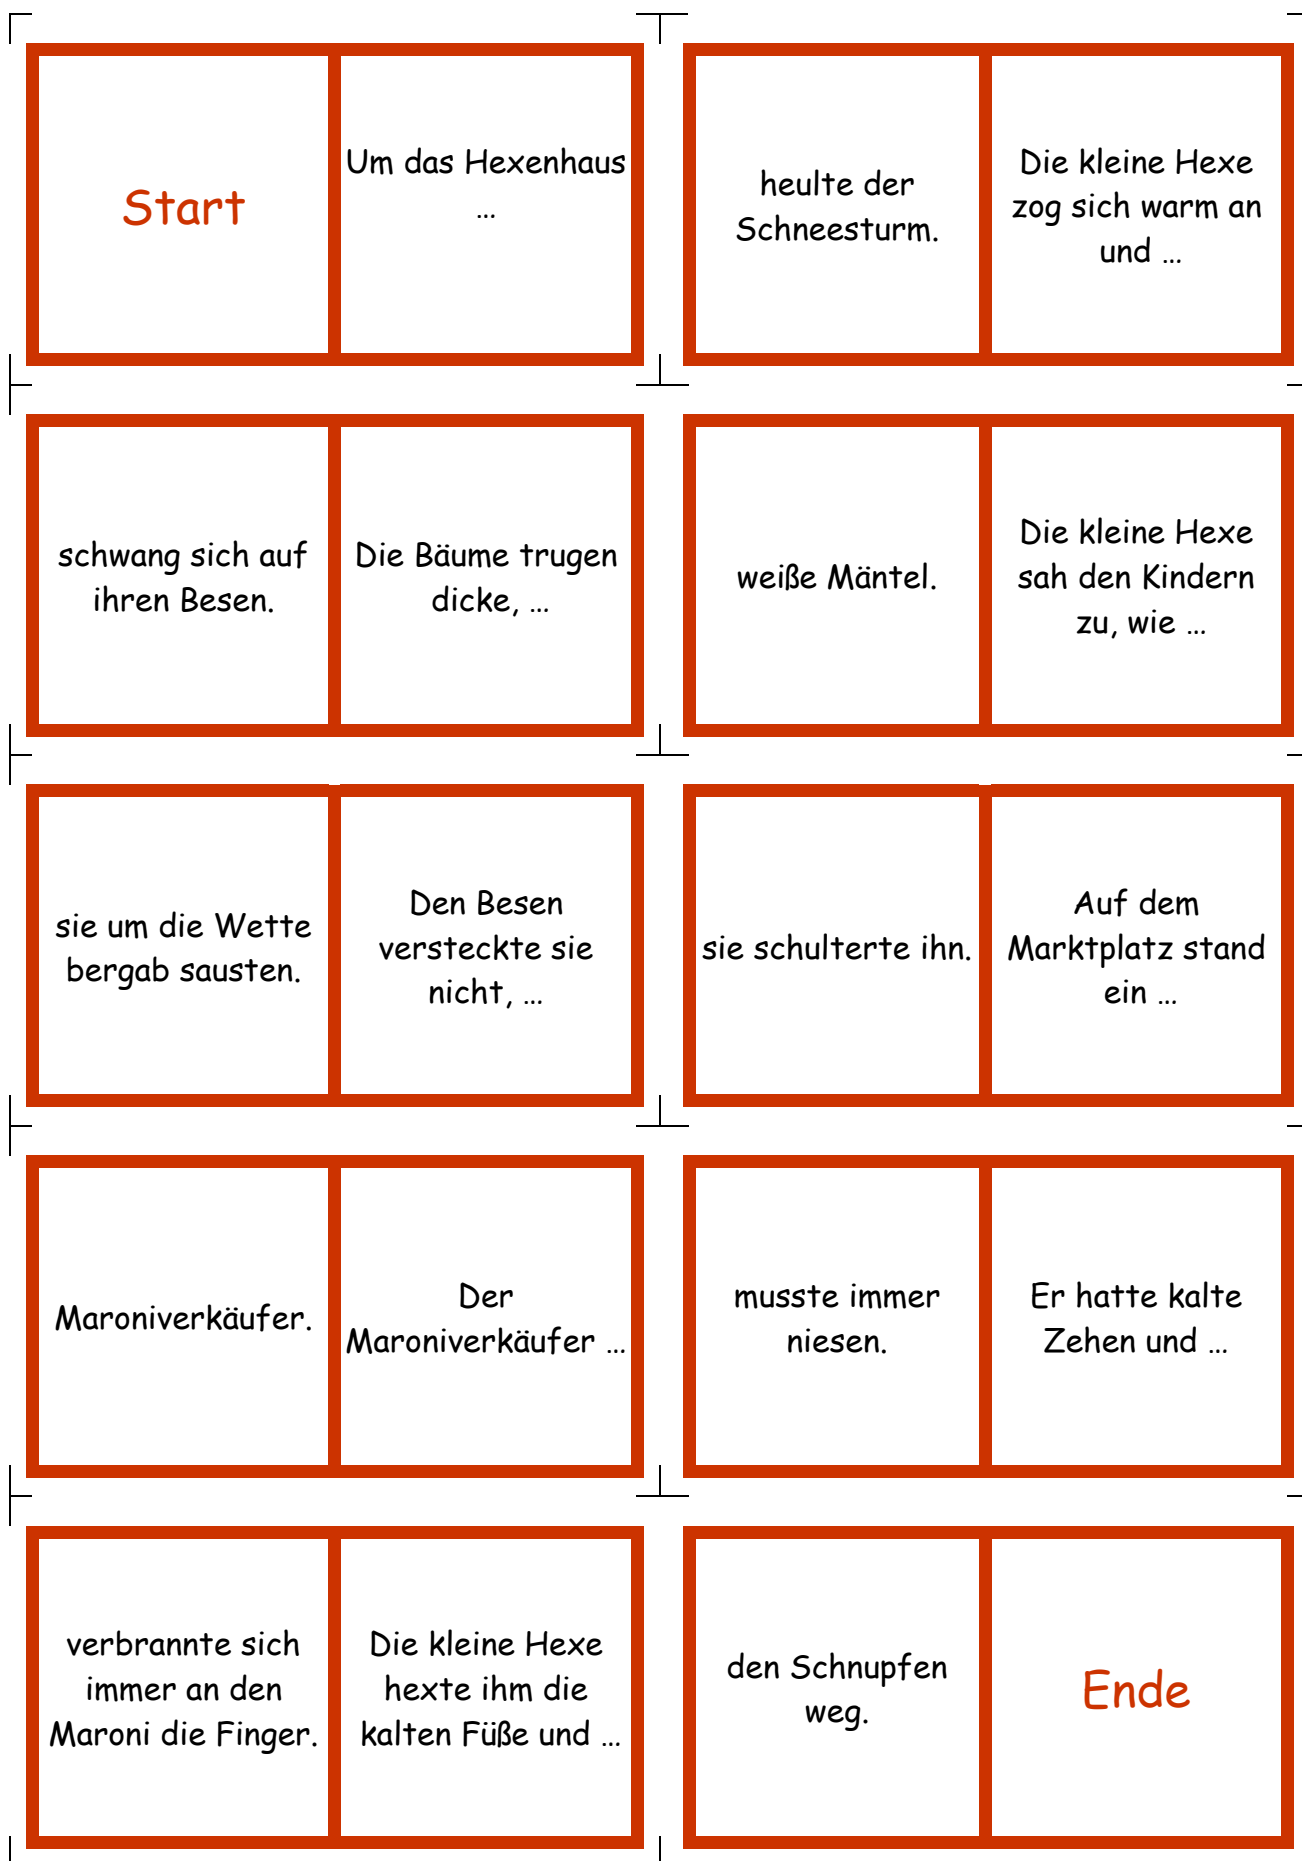 Start
Um das Hexenhaus
...
heulte der
Schneesturm.
Die kleine Hexe
zog sich warm an
und ...
schwang sich auf
ihren Besen.
Die Bäume trugen
dicke, ...
weiße Mäntel.
Die kleine Hexe
sah den Kindern
zu, wie ...
sie um die Wette
bergab sausten.
Den Besen
versteckte sie
nicht, ...
sie schulterte ihn.
Auf dem
Marktplatz stand
ein ...
Maroniverkäufer.
Der
Maroniverkäufer ...
musste immer
niesen.
Er hatte kalte
Zehen und ...
verbrannte sich
immer an den
Maroni die Finger.
Die kleine Hexe
hexte ihm die
kalten Füße und ...
den Schnupfen
weg.
Ende